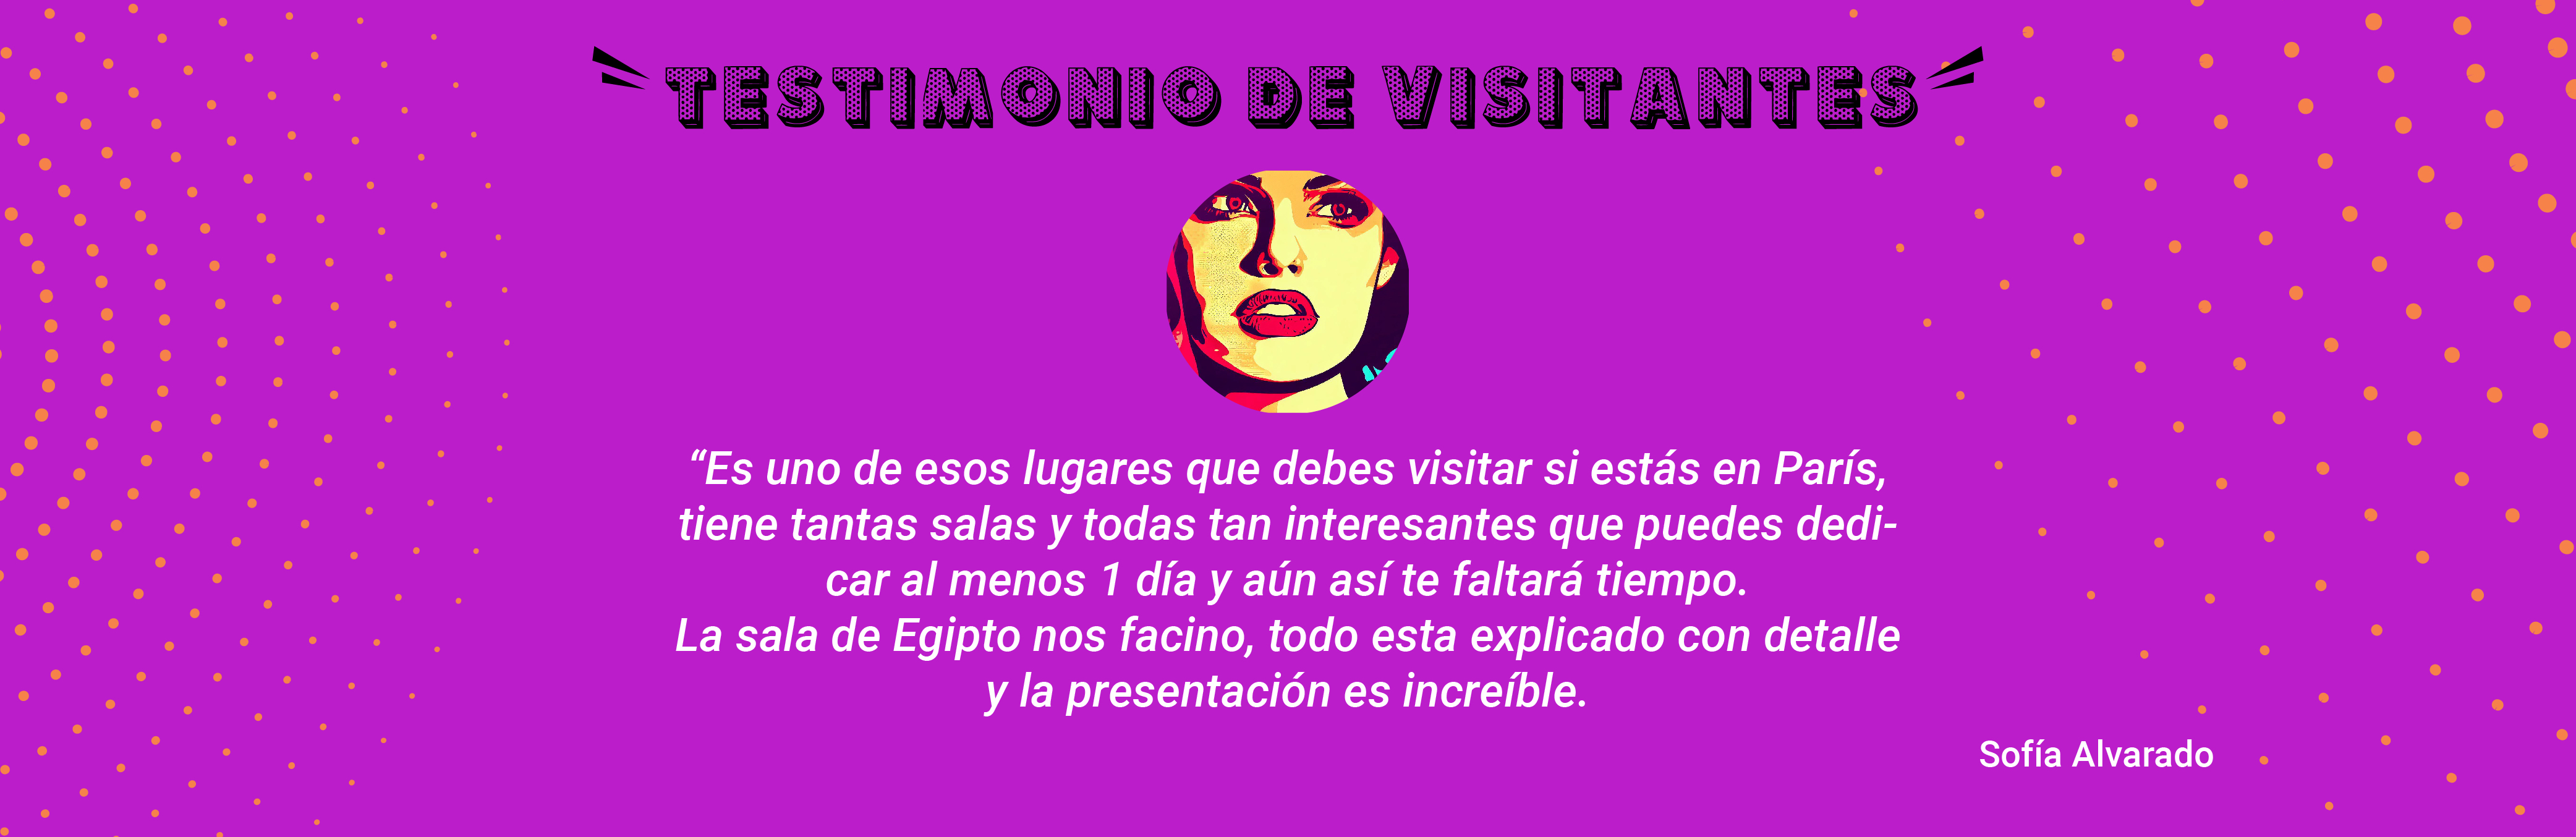 TESTIMONIO DE VISITANTES
“Es uno de esos lugares que debes visitar si estás en París,
tiene tantas salas y todas tan interesantes que puedes dedi-
car al menos 1 día y aún así te faltará tiempo.
La sala de Egipto nos facino, todo esta explicado con detalle
y la presentación es increíble.
Sofía Alvarado